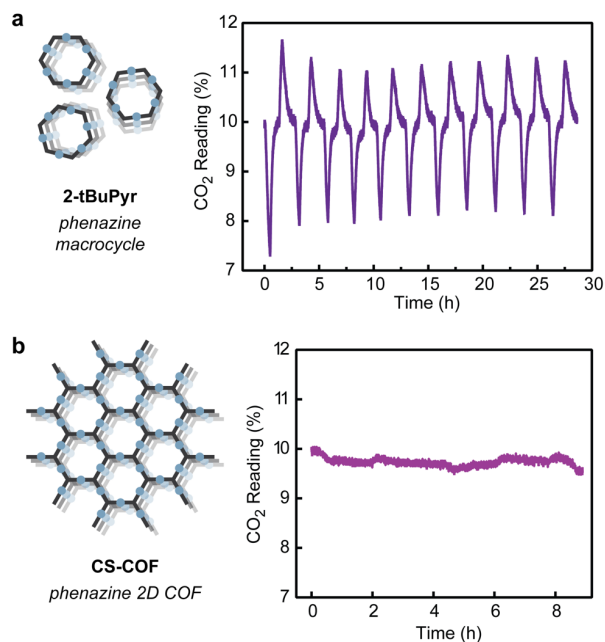 a
2-tBuPyr
phenazine
macrocycle
CO2 Reading (%)
12
11
10
9
8
7
0 5 10 15 20 25 30
Time (h)
b
CS-COF
phenazine 2D COF
CO2 Reading (%)
12
11
10
9
8
7
0 2 4 6 8
Time (h)